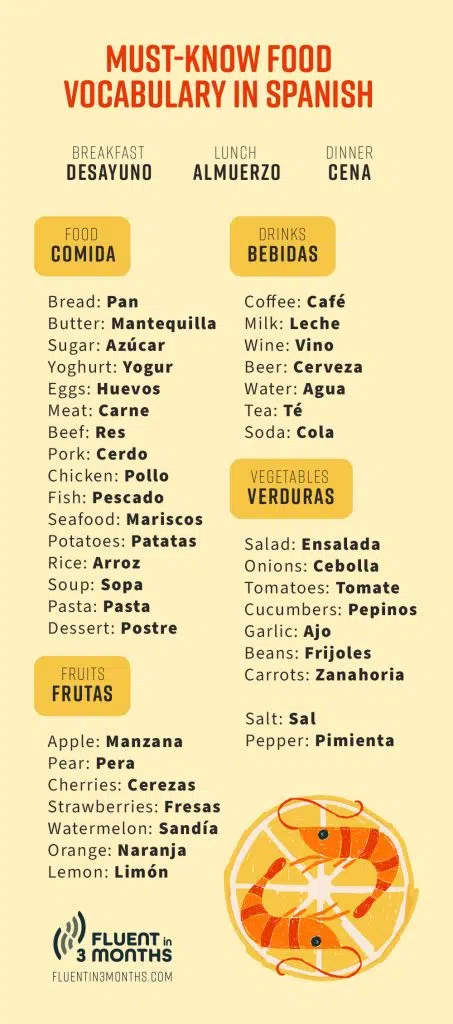 MUST-KNOW FOOD
VOCABULARY IN SPANISH
BREAKFAST
DESAYUNO
LUNCH
ALMUERZO
DINNER
CENA
FOOD
COMIDA
Bread: Pan
Butter: Mantequilla
Sugar: Azúcar
Yoghurt: Yogur
Eggs: Huevos
Meat: Carne
Beef: Res
Pork: Cerdo
Chicken: Pollo
Fish: Pescado
Seafood: Mariscos
Potatoes: Patatas
Rice: Arroz
Soup: Sopa
Pasta: Pasta
Dessert: Postre
FRUITS
FRUTAS
Apple: Manzana
Pear: Pera
Cherries: Cerezas
Strawberries: Fresas
Watermelon: Sandía
Orange: Naranja
Lemon: Limón
DRINKS
BEBIDAS
Coffee: Café
Milk: Leche
Wine: Vino
Beer: Cerveza
Water: Agua
Tea: Té
Soda: Cola
VEGETABLES
VERDURAS
Salad: Ensalada
Onions: Cebolla
Tomatoes: Tomate
Cucumbers: Pepinos
Garlic: Ajo
Beans: Frijoles
Carrots: Zanahoria
Salt: Sal
Pepper: Pimienta
FLUENT in
3 MONTHS
FLUENTIN3MONTHS.COM